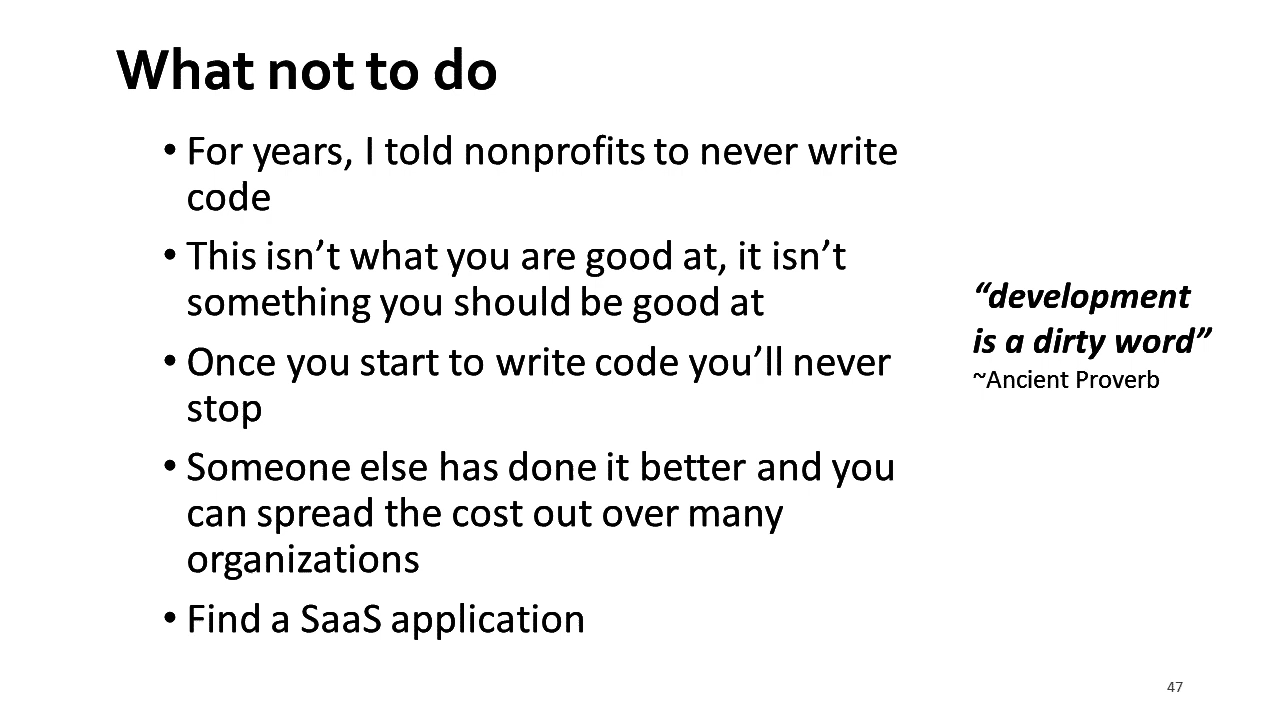 What not to do
• For years, I told nonprofits to never write
code
• This isn’t what you are good at, it isn’t
something you should be good at
• Once you start to write code you’ll never
stop
• Someone else has done it better and you
can spread the cost out over many
organizations
• Find a SaaS application
“development
is a dirty word”
~Ancient Proverb
47